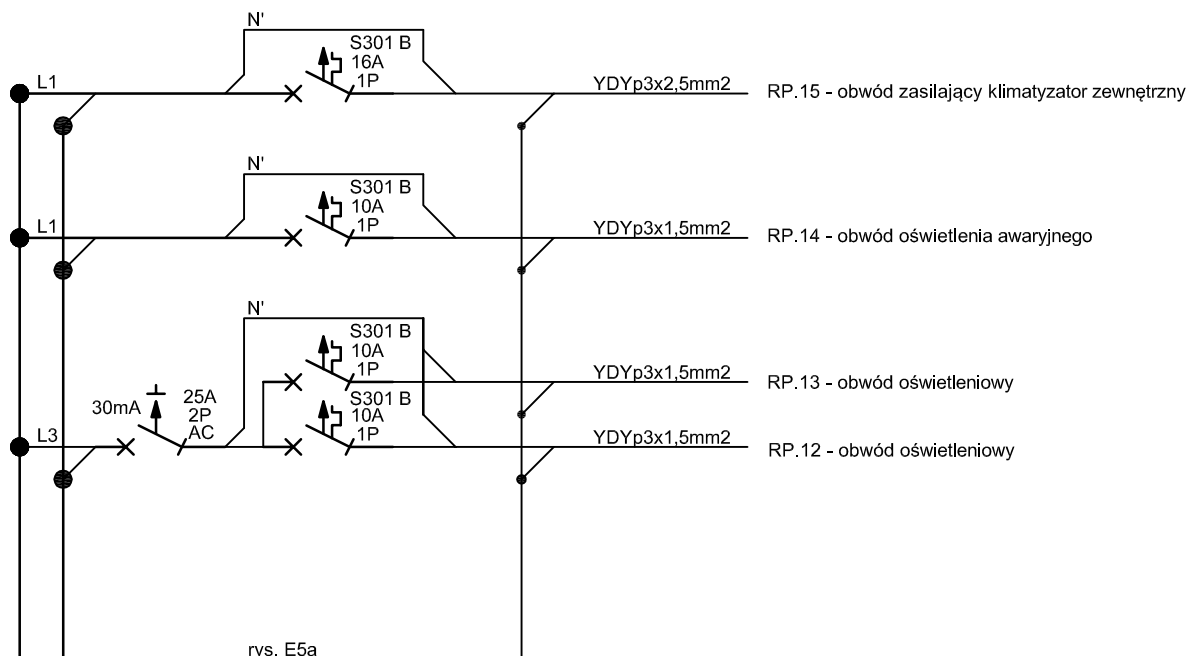 N'
S301 B
16A
1P
L1
YDYp3x2,5mm2
RP.15 - obwód zasilający klimatyzator zewnętrzny
N'
S301 B
10A
1P
L1
YDYp3x1,5mm2
RP.14 - obwód oświetlenia awaryjnego
N'
S301 B
10A
1P
YDYp3x1,5mm2
RP.13 - obwód oświetleniowy
30mA
25A
2P
AC
S301 B
10A
1P
L3
YDYp3x1,5mm2
RP.12 - obwód oświetleniowy
rys. E5a